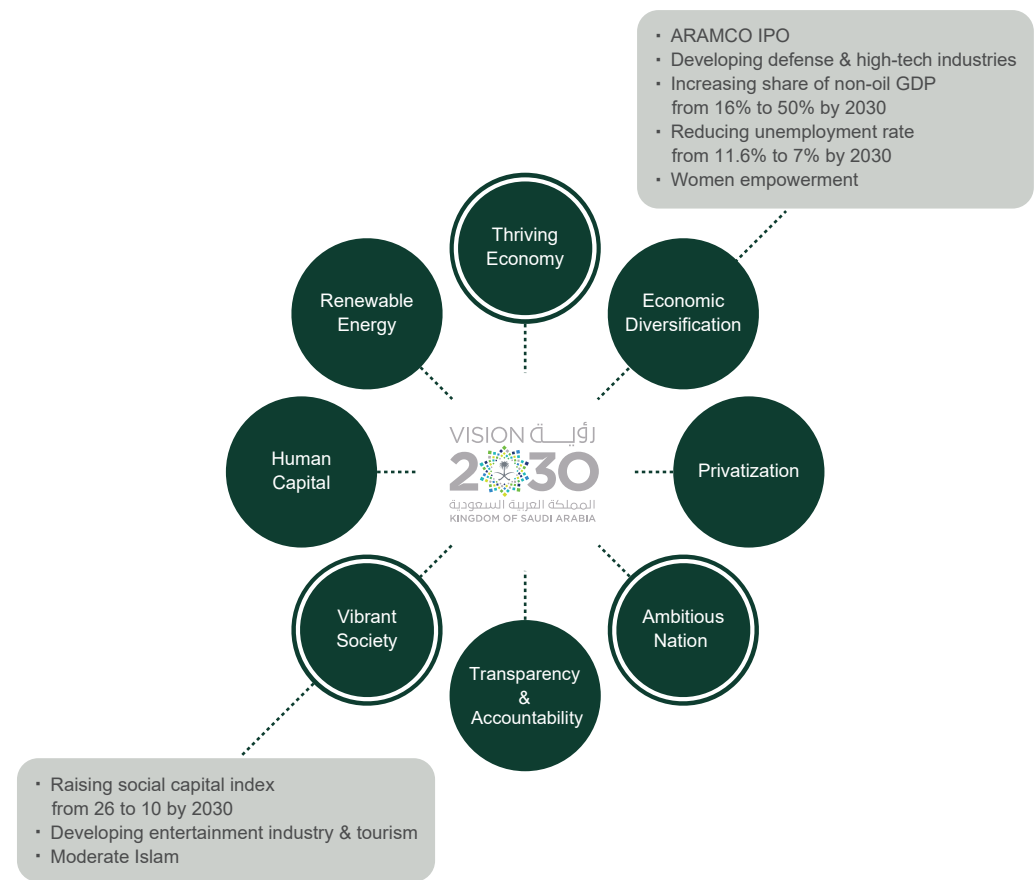 · ARAMCO IPO
· Developing defense & high-tech industries
· Increasing share of non-oil GDP
from 16% to 50% by 2030
· Reducing unemployment rate
from 11.6% to 7% by 2030
· Women empowerment
Thriving
Economy
Renewable
Energy
Economic
Diversification
Human
Capital
VISION رؤيــــة
2030
المملكة العربية السعودية
KINGDOM OF SAUDI ARABIA
Privatization
Vibrant
Society
Ambitious
Nation
Transparency
&
Accountability
· Raising social capital index
from 26 to 10 by 2030
· Developing entertainment industry & tourism
· Moderate Islam